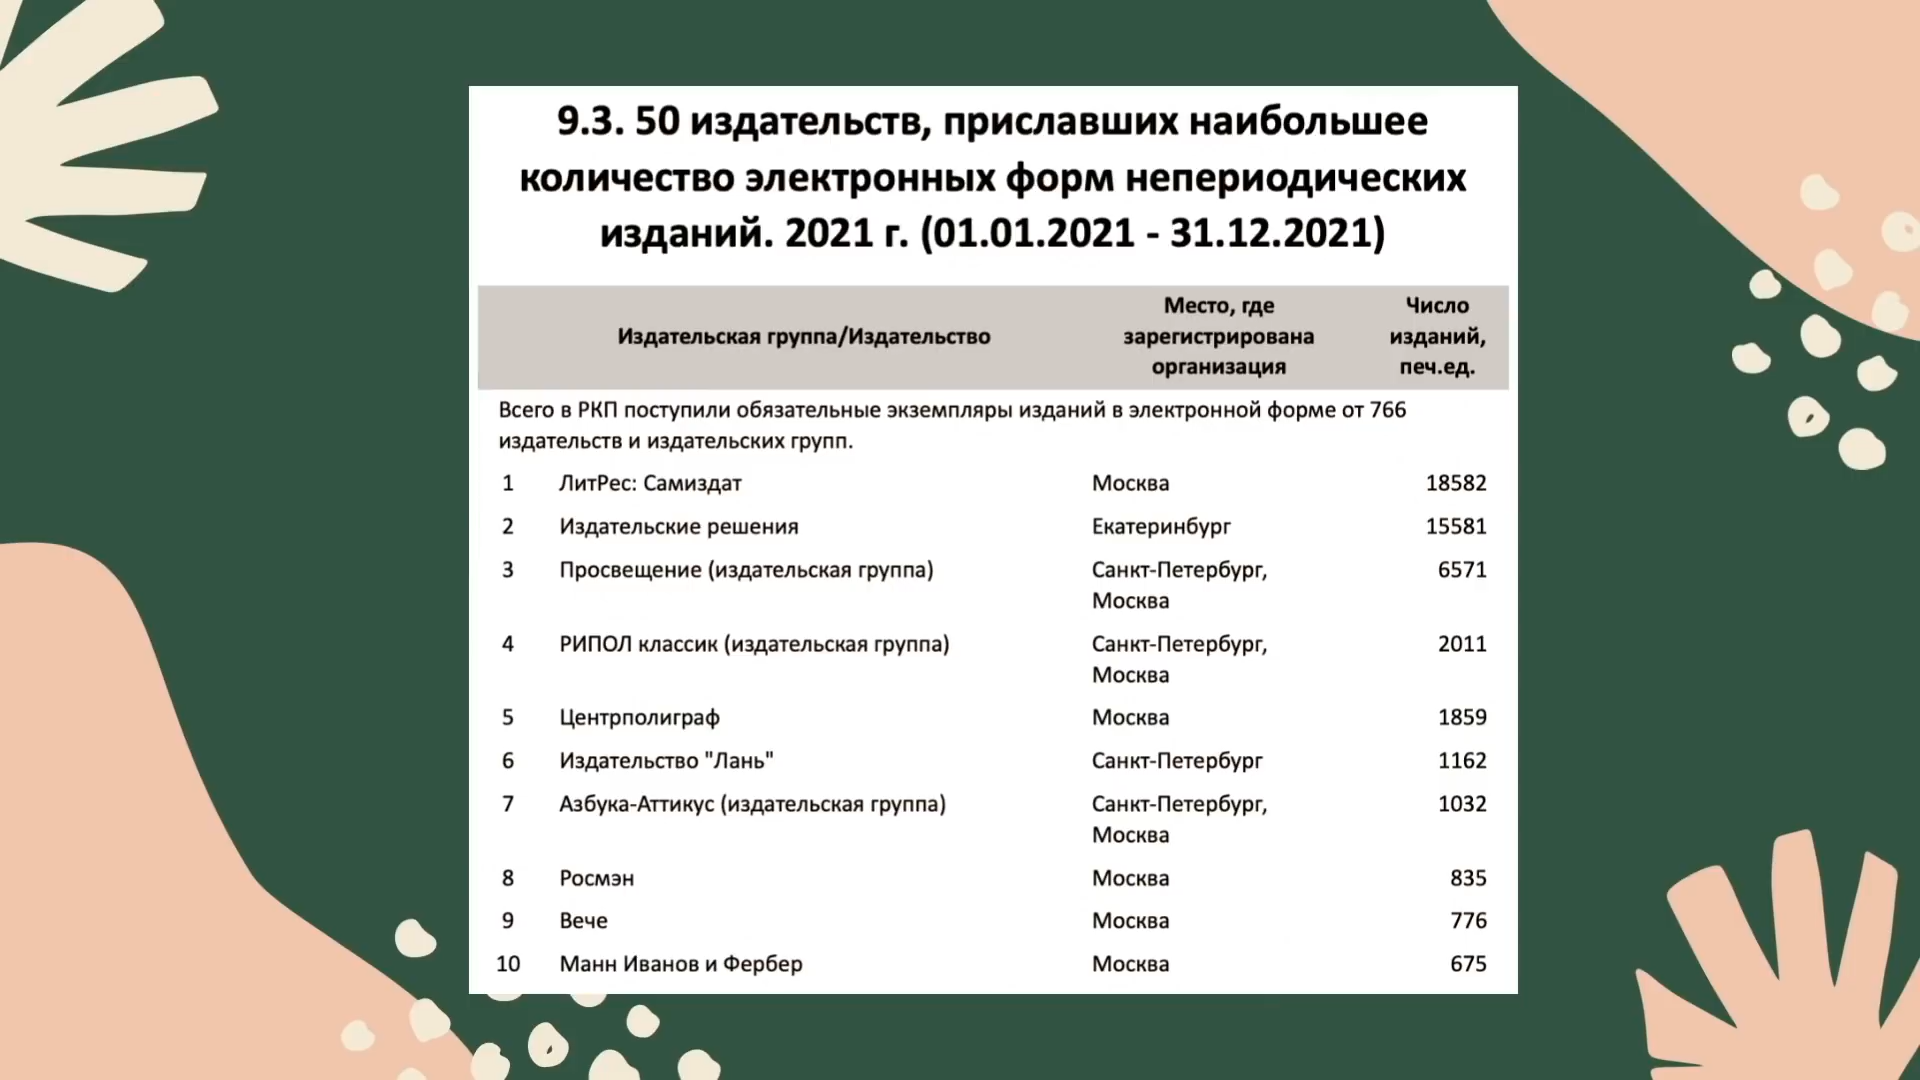 9.3. 50 издательств, приславших наибольшее
количество электронных форм непериодических
изданий. 2021 г. (01.01.2021 - 31.12.2021)
Издательская группа/Издательство Место, где зарегистрирована организация Число изданий, печ.ед.
Всего в РКП поступили обязательные экземпляры изданий в электронной форме от 766
издательств и издательских групп.
1 ЛитРес: Самиздат Москва 18582
2 Издательские решения Екатеринбург 15581
3 Просвещение (издательская группа) Санкт-Петербург, 6571
Москва
4 РИПОЛ классик (издательская группа) Санкт-Петербург, 2011
Москва
5 Центрполиграф Москва 1859
6 Издательство "Лань" Санкт-Петербург 1162
7 Азбука-Аттикус (издательская группа) Санкт-Петербург, 1032
Москва
8 Росмэн Москва 835
9 Вече Москва 776
10 Манн Иванов и Фербер Москва 675